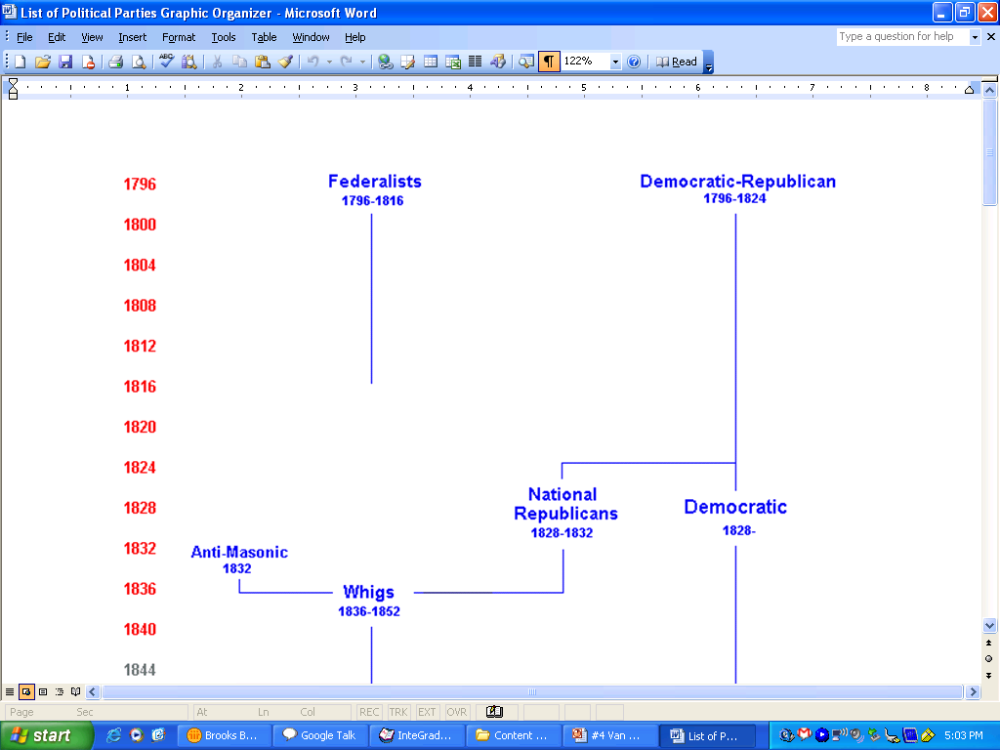 List of Political Parties Graphic Organizer - Microsoft Word
File Edit View Insert Format Tools Table Window Help
Type a question for help
122% Read
1 2 3 4 5 6 7 8
1796 Federalists Democratic-Republican
1796-1816 1796-1824
1800
1804
1808
1812
1816
1820
1824
National
Republicans
1828 Democratic
1828-1832 1828-
1832 Anti-Masonic
1832
1836 Whigs
1836-1852
1840
1844
Page Sec At Ln Col REC TRK EXT OVR
start Brooks B... Google Talk InteGrad... Content ... #4 Van ... List of P... 5:03 PM